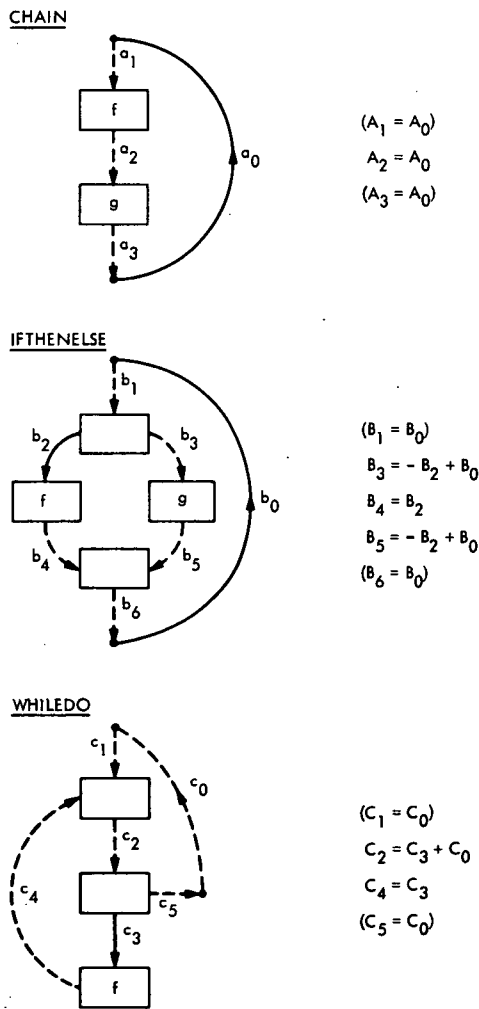 CHAIN
a₁
f
a₂
g
a₃
a₀
(A₁ = A₀)
A₂ = A₀
(A₃ = A₀)
IFTHENELSE
b₁
b₂
b₃
f
g
b₄
b₅
b₆
b₀
(B₁ = B₀)
B₃ = - B₂ + B₀
B₄ = B₂
B₅ = - B₂ + B₀
(B₆ = B₀)
WHILEDO
c₁
c₀
c₂
c₄
c₅
c₃
f
(C₁ = C₀)
C₂ = C₃ + C₀
C₄ = C₃
(C₅ = C₀)